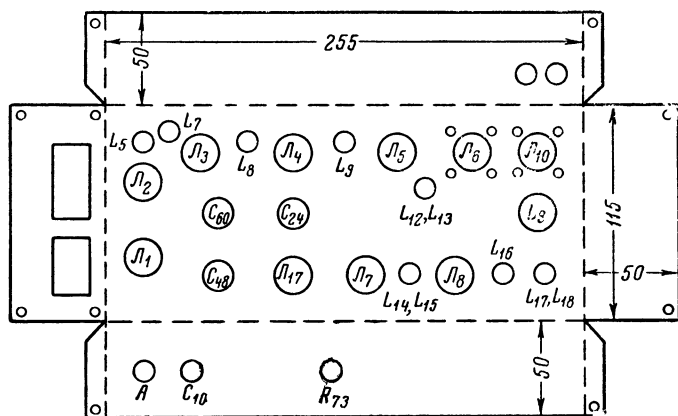 50
255
L₇
L₅
Л₃
L₈
Л₄
L₉
Л₅
Л₆
Л₁₀
Л₂
L₁₂, L₁₃
C₆₀
C₂₄
115
Л₁
C₄₈
Л₁₇
Л₇
L₁₄, L₁₅
Л₈
L₁₆
L₁₇, L₁₈
50
50
A
C₁₀
R₇₃